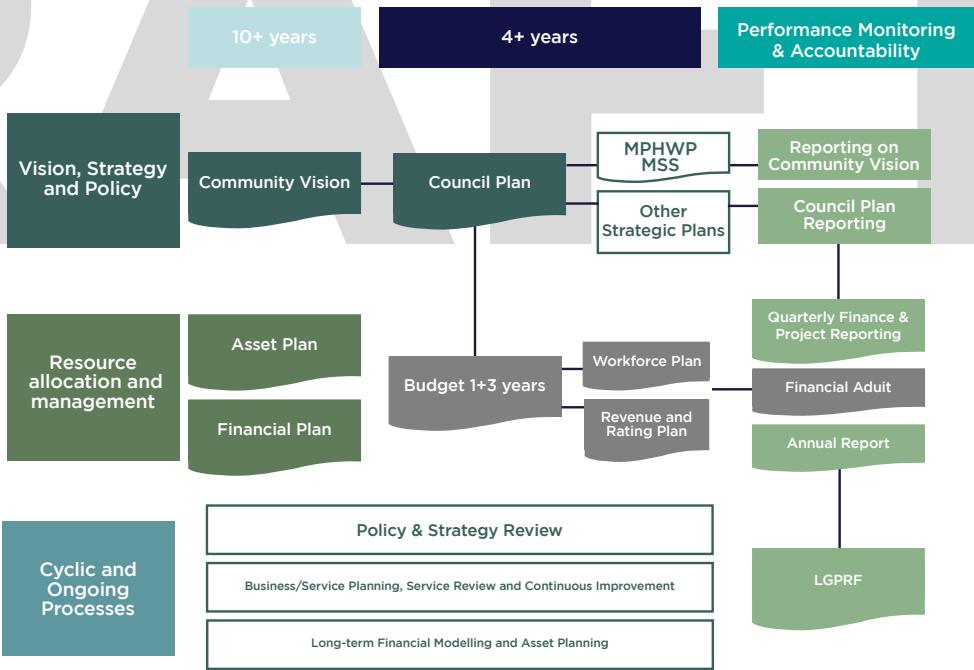 10+ years
4+ years
Performance Monitoring
& Accountability
Vision, Strategy
and Policy
Community Vision
Council Plan
MPHWP
MSS
Other
Strategic Plans
Reporting on
Community Vision
Council Plan
Reporting
Resource
allocation and
management
Asset Plan
Financial Plan
Budget 1+3 years
Workforce Plan
Revenue and
Rating Plan
Quarterly Finance &
Project Reporting
Financial Aduit
Annual Report
Cyclic and
Ongoing
Processes
Policy & Strategy Review
Business/Service Planning, Service Review and Continuous Improvement
Long-term Financial Modelling and Asset Planning
LGPRF